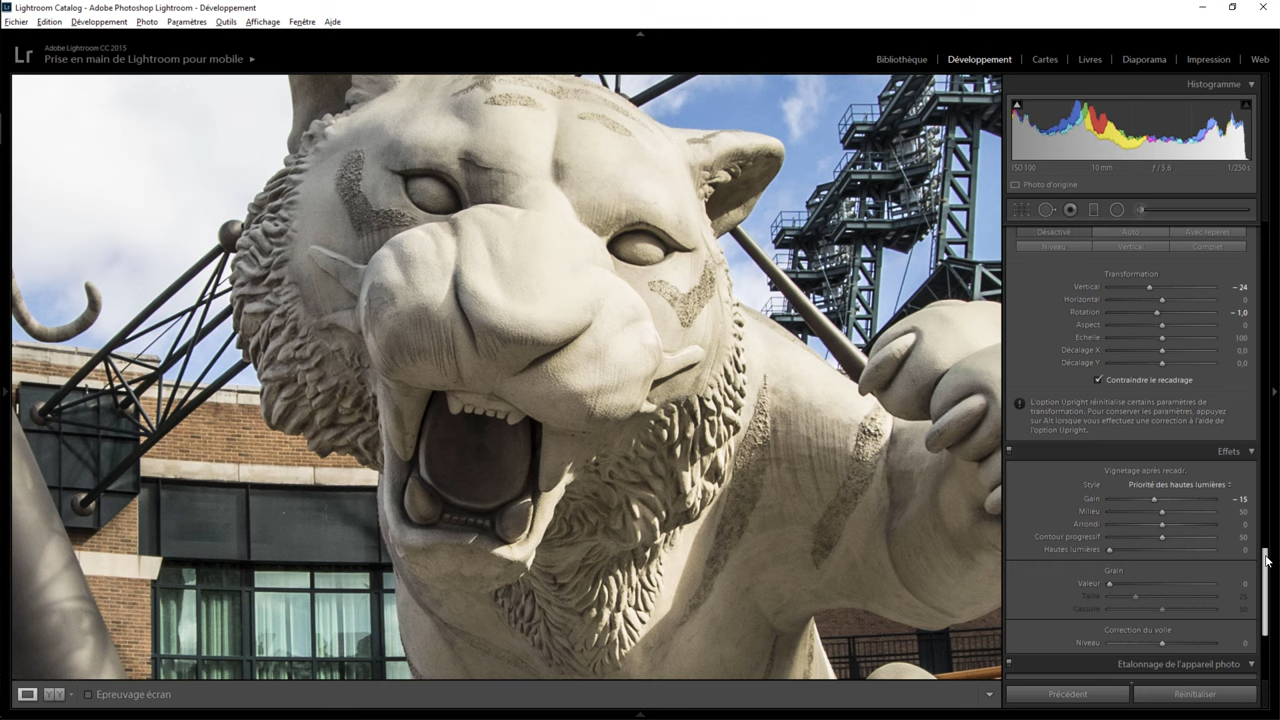 Lightroom Catalog - Adobe Photoshop Lightroom - Développement
Fichier Edition Développement Photo Paramètres Outils Affichage Fenêtre Aide
Lr
Adobe Lightroom CC 2015
Prise en main de Lightroom pour mobile
Bibliothèque | Développement | Cartes | Livres | Diaporama | Impression | Web
Histogramme
ISO 100 10 mm ƒ / 5,6 1/250 s
Photo d'origine
Désactivé Auto Avec repères
Niveau Vertical Complet
Transformation
Vertical - 24
Horizontal 0
Rotation - 1,0
Aspect 0
Echelle 100
Décalage X 0,0
Décalage Y 0,0
Contraindre le recadrage
L'option Upright réinitialise certains paramètres de
transformation. Pour conserver les paramètres, appuyez
sur Alt lorsque vous effectuez une correction à l'aide de
l'option Upright.
Effets
Vignetage après recadr.
Style Priorité des hautes lumières
Gain - 15
Milieu 50
Arrondi 0
Contour progressif 50
Hautes lumières 0
Grain
Valeur 0
Taille 25
Cassure 50
Correction du voile
Niveau 0
Etalonnage de l'appareil photo
YY Epreuvage écran
Précédent Réinitialiser